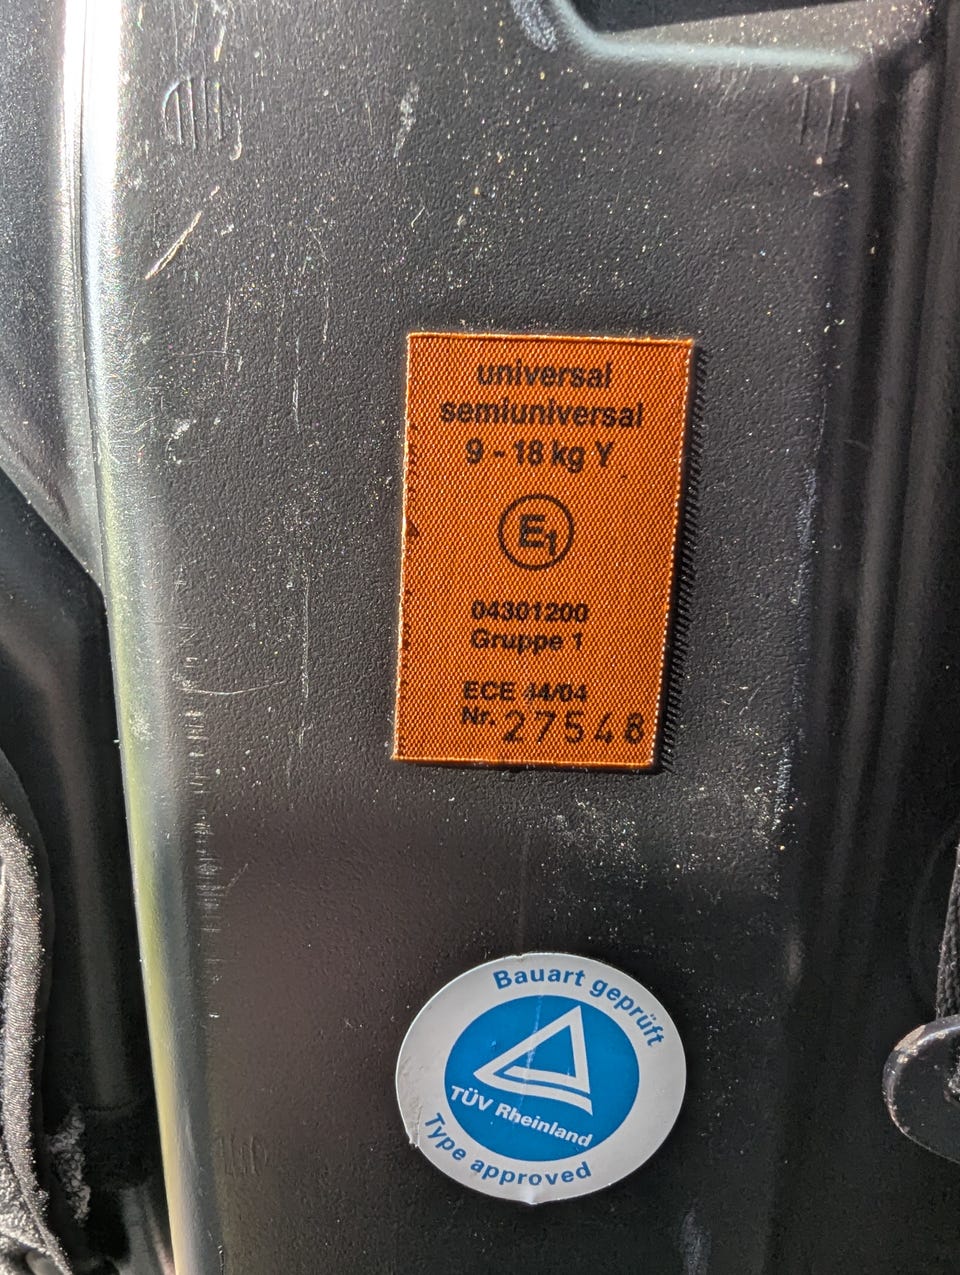 universal
semiuniversal
9 - 18 kg Y
E1
04301200
Gruppe 1
ECE 44/04
Nr. 27548
Bauart geprüft
TÜV Rheinland
Type approved